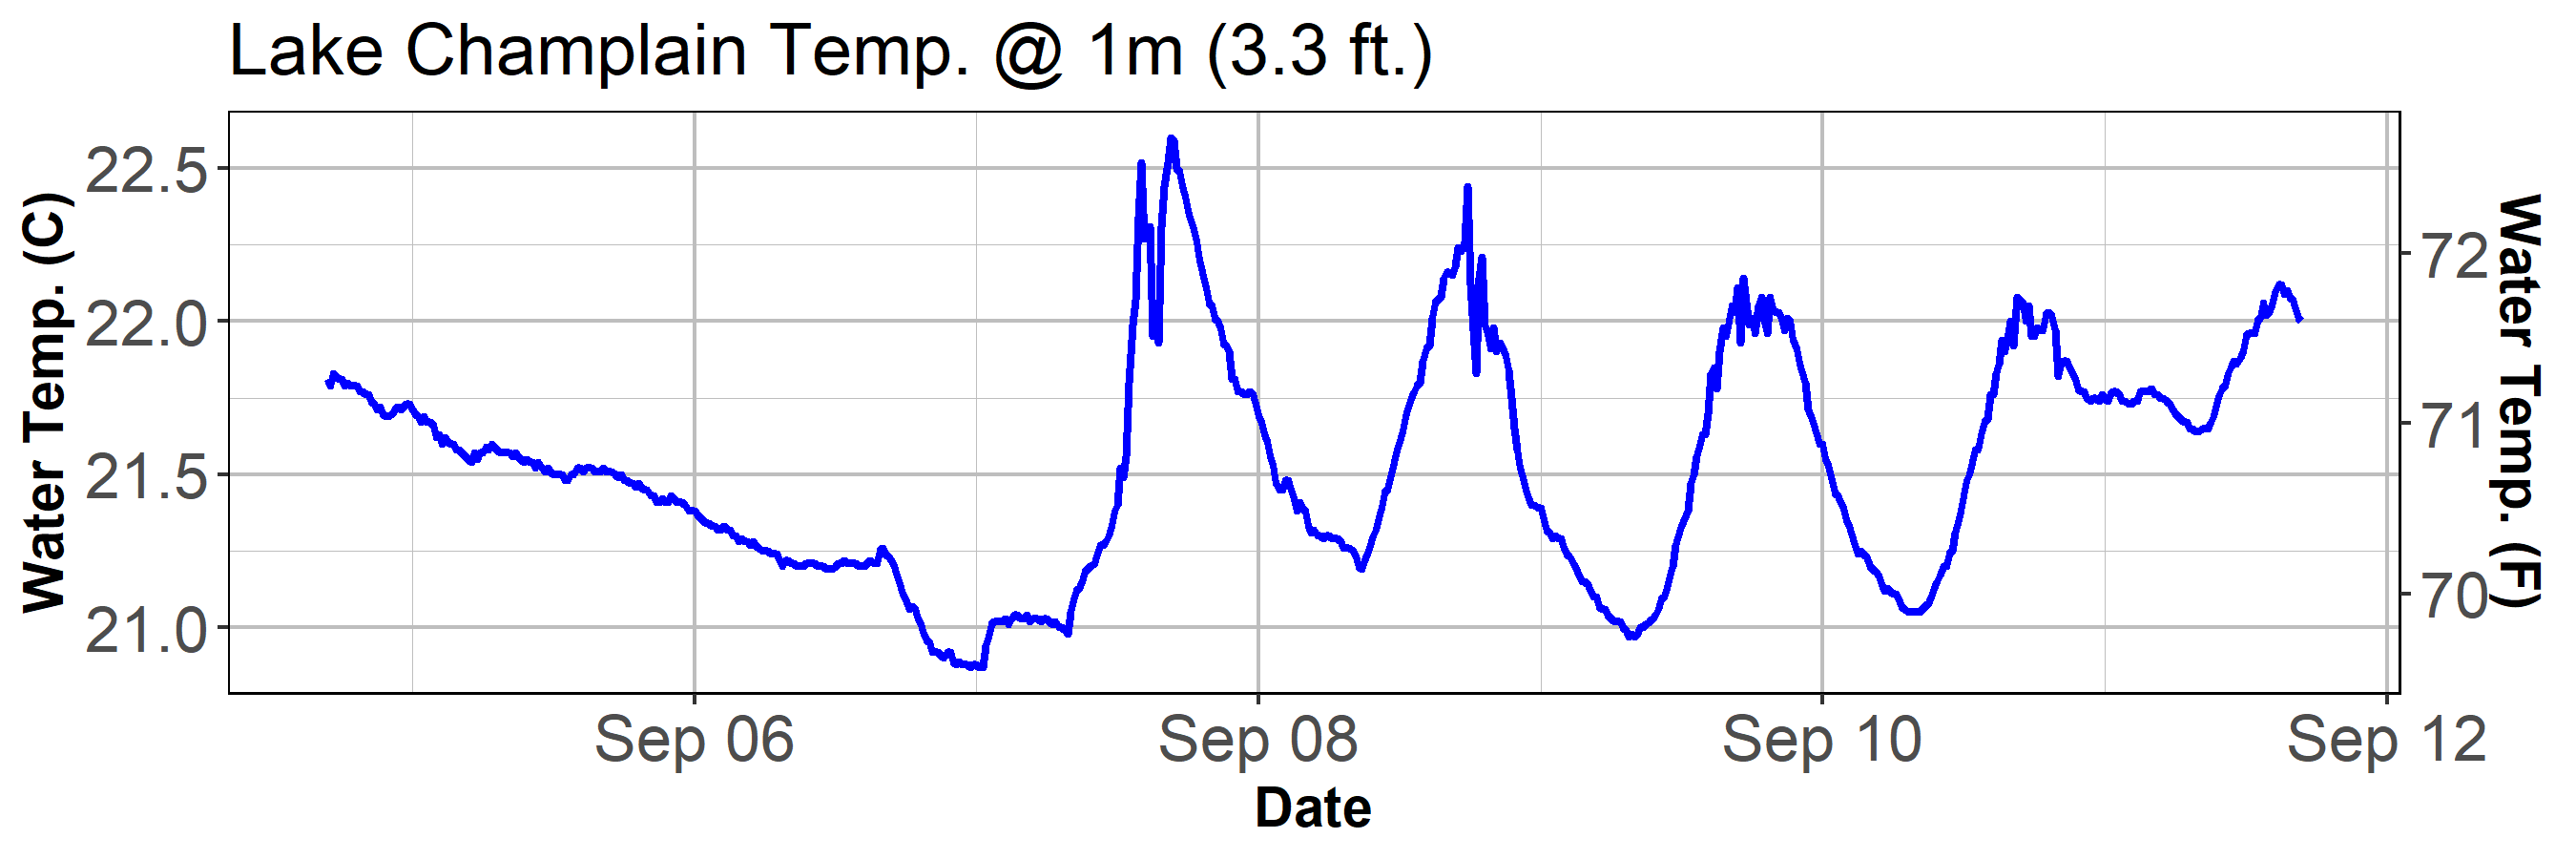 Lake Champlain Temp. @ 1m (3.3 ft.)
Water Temp. (C)
22.5
22.0
21.5
21.0
72
71
70
Water Temp. (F)
Sep 06
Sep 08
Sep 10
Sep 12
Date